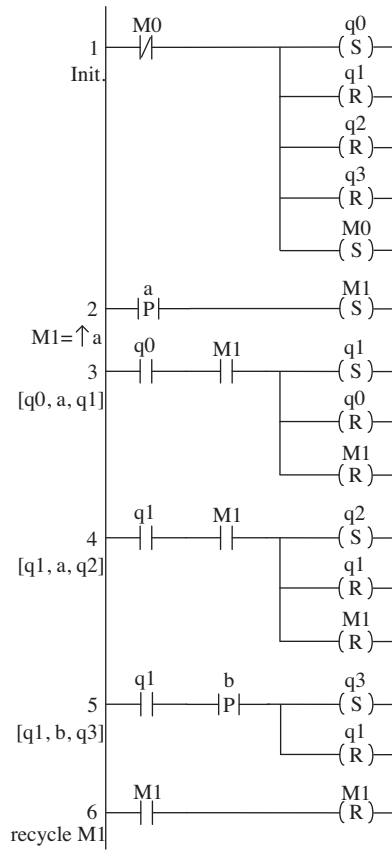 M0
q0
1
S
Init.
q1
R
q2
R
q3
R
M0
S
a
M1
2
P
S
M1=↑a
q0
M1
q1
3
S
[q0, a, q1]
q0
R
M1
R
q1
M1
q2
4
S
[q1, a, q2]
q1
R
M1
R
q1
b
q3
5
P
S
[q1, b, q3]
q1
R
M1
M1
6
R
recycle M1